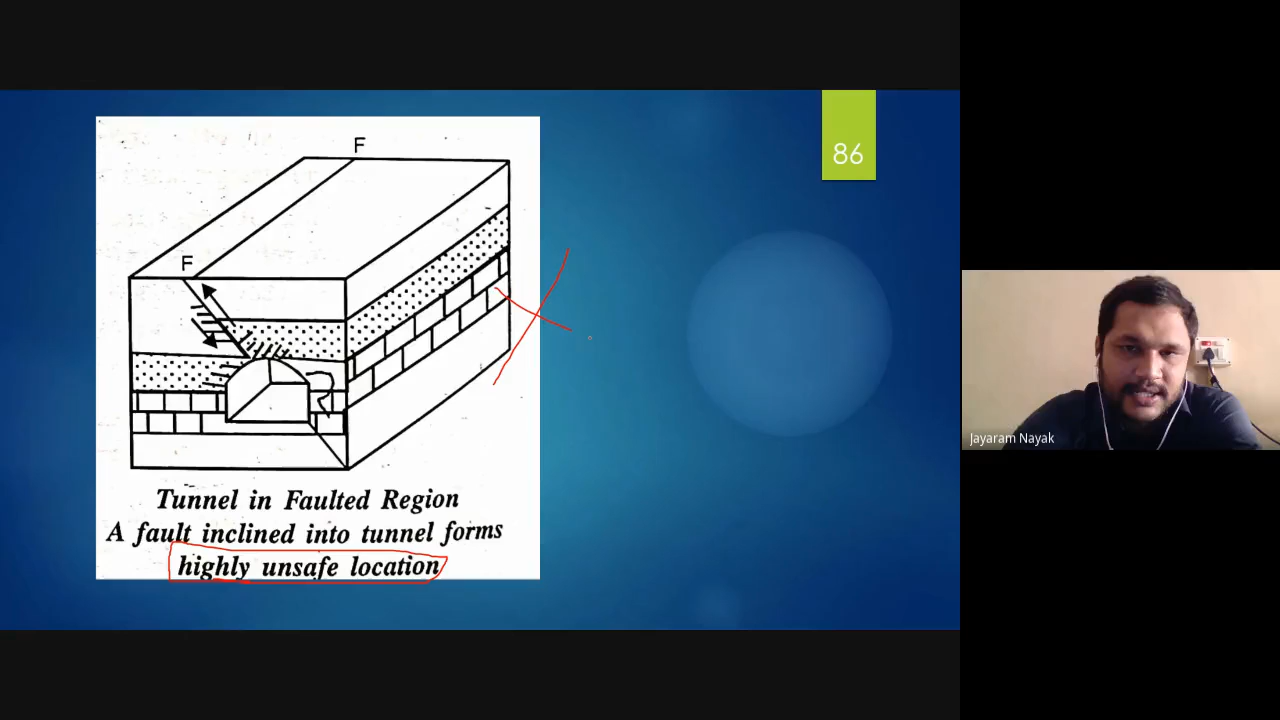 F
86
F
Tunnel in Faulted Region
A fault inclined into tunnel forms
highly unsafe location
Jayaram Nayak